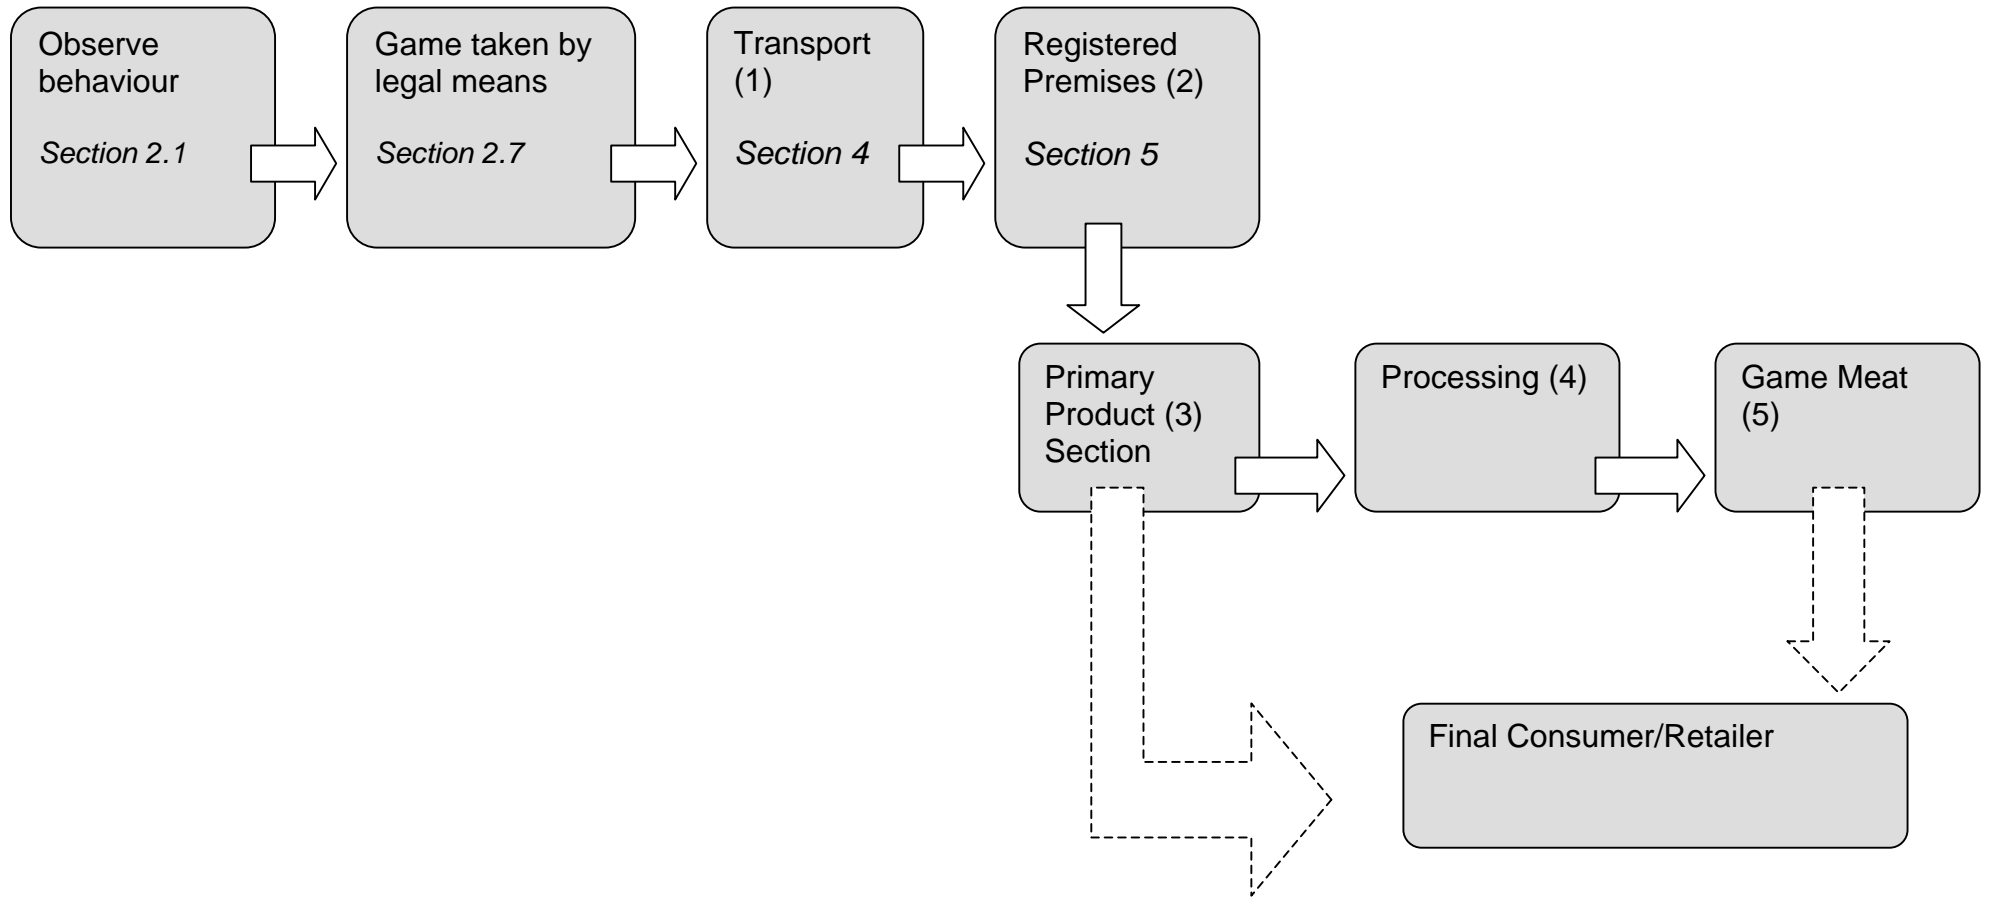 Observe
behaviour
Section 2.1
Game taken by
legal means
Section 2.7
Transport
(1)
Section 4
Registered
Premises (2)
Section 5
Primary
Product (3)
Section
Processing (4)
Game Meat
(5)
Final Consumer/Retailer